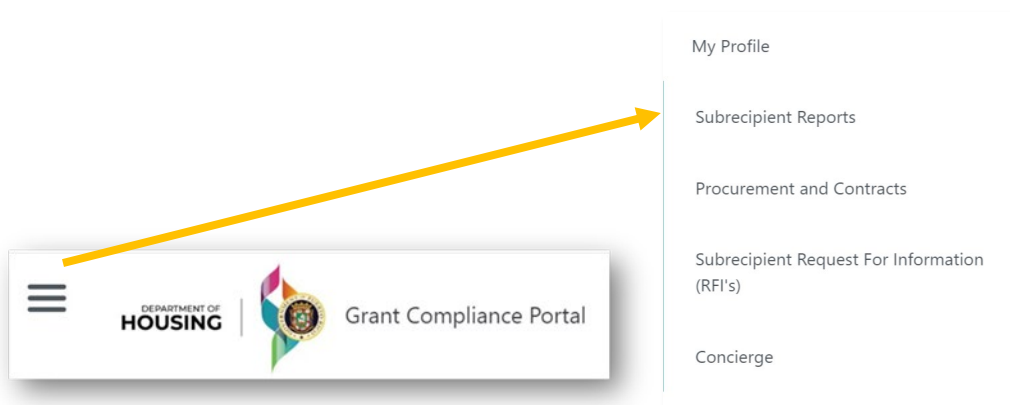 My Profile
Subrecipient Reports
Procurement and Contracts
Subrecipient Request For Information
(RFI's)
Concierge
DEPARTMENT OF
HOUSING
Grant Compliance Portal